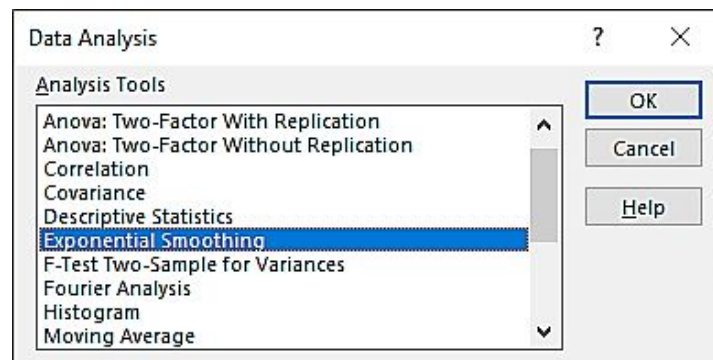 Data Analysis
?
Analysis Tools
Anova: Two-Factor With Replication
Anova: Two-Factor Without Replication
Correlation
Covariance
Descriptive Statistics
Exponential Smoothing
F-Test Two-Sample for Variances
Fourier Analysis
Histogram
Moving Average
OK
Cancel
Help